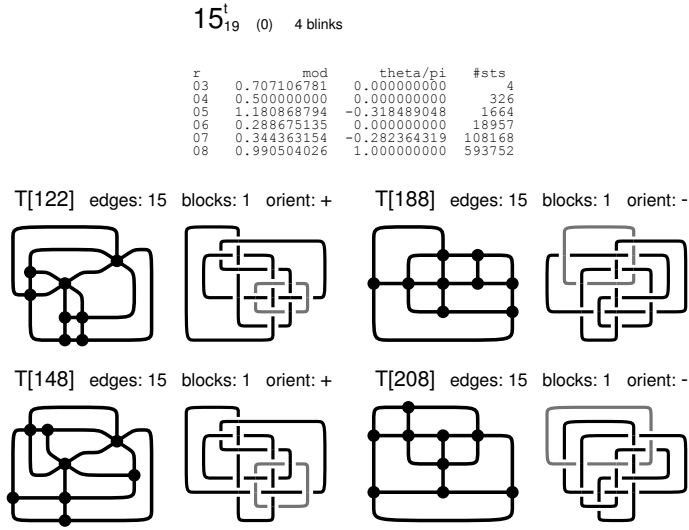 15ᵗ₁₉ (0) 4 blinks
r mod theta/pi #sts
03 0.707106781 0.000000000 4
04 0.500000000 0.000000000 326
05 1.180868794 −0.318489048 1664
06 0.288675135 0.000000000 18957
07 0.344363154 −0.282364319 108168
08 0.990504026 1.000000000 593752
T[122] edges: 15 blocks: 1 orient: +
T[188] edges: 15 blocks: 1 orient: -
T[148] edges: 15 blocks: 1 orient: +
T[208] edges: 15 blocks: 1 orient: -